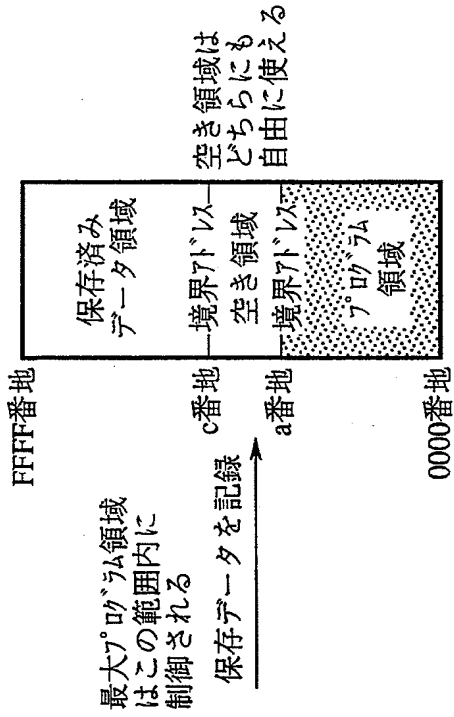 最大プログラム領域
はこの範囲内に
制御される
保存データを記録
FFFF番地
c番地
a番地
0000番地
保存済み
データ領域
境界アドレス
空き領域
境界アドレス
プログラム
領域
空き領域は
どちらにも
自由に使える